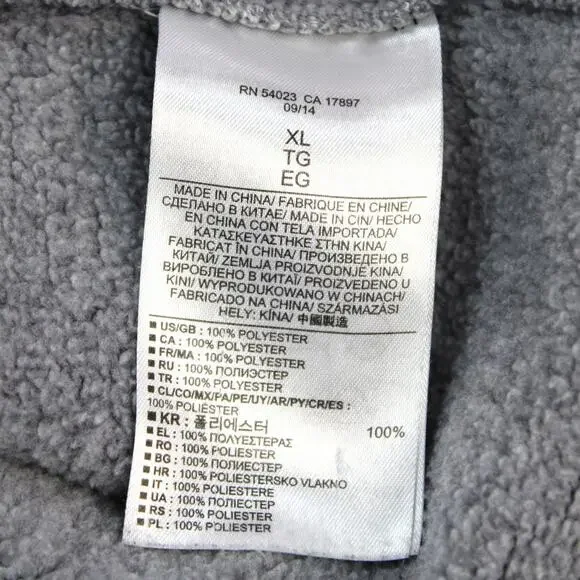 RN 54023 CA 17897
09/14
XL
TG
EG
MADE IN CHINA/ FABRIQUE EN CHINE/
СДЕЛАНО В КИТАЕ/ MADE IN CIN/ HECHO
EN CHINA CON TELA IMPORTADA/
ΚΑΤΑΣΚΕΥΑΣΤΗΚΕ ΣΤΗΝ ΚΙΝΑ/
FABRICAT ÎN CHINA/ ПРОИЗВЕДЕНО В
КИТАЙ/ ZEMLJA PROIZVODNJE KINA/
ВИРОБЛЕНО В КИТАЇ/ PROIZVEDENO U
KINI/ WYPRODUKOWANO W CHINACH/
FABRICADO NA CHINA/ SZÁRMAZÁSI
HELY: KÍNA/ 中國製造
■ US/GB : 100% POLYESTER
■ CA : 100% POLYESTER
■ FR/MA : 100% POLYESTER
■ RU : 100% ПОЛИЭСТЕР
■ TR : 100% POLYESTER
■ CL/CO/MX/PA/PE/UY/AR/PY/CR/ES :
100% POLIÉSTER
■ KR : 폴리에스터 100%
■ EL : 100% ΠΟΛΥΕΣΤΕΡΑΣ
■ RO : 100% POLIESTER
■ BG : 100% ПОЛИЕСТЕР
■ HR : 100% POLIESTERSKO VLAKNO
■ IT : 100% POLIESTERE
■ UA : 100% ПОЛІЕСТЕР
■ RS : 100% POLIESTER
■ PL : 100% POLIESTER